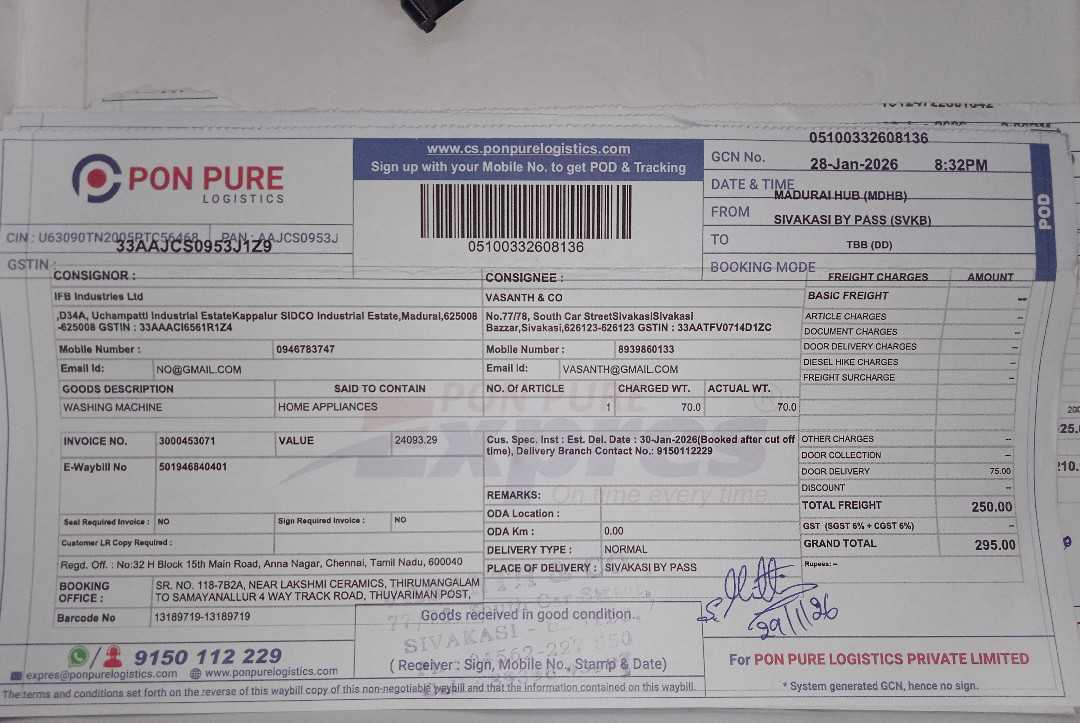 PON PURE
LOGISTICS
CIN : U63090TN2005PTC56468 PAN : AAJCS0953J
33AAJCS0953J1Z9
GSTIN :
www.cs.ponpurelogistics.com
Sign up with your Mobile No. to get POD & Tracking
05100332608136
05100332608136
GCN No.
28-Jan-2026 8:32PM
DATE & TIME
MADURAI HUB (MDHB)
FROM
SIVAKASI BY PASS (SVKB)
TO
TBB (DD)
BOOKING MODE
POD
CONSIGNOR :
IFB Industries Ltd
,D34A, Uchampatti Industrial EstateKappalur SIDCO Industrial Estate,Madurai,625008
-625008 GSTIN : 33AAACI6561R1Z4
Mobile Number : 0946783747
Email Id: NO@GMAIL.COM
GOODS DESCRIPTION SAID TO CONTAIN
WASHING MACHINE HOME APPLIANCES
INVOICE NO. 3000453071 VALUE 24093.29
E-Waybill No 501946840401
Seal Required Invoice : NO Sign Required Invoice : NO
Customer LR Copy Required :
Regd. Off. : No:32 H Block 15th Main Road, Anna Nagar, Chennai, Tamil Nadu, 600040
BOOKING OFFICE : SR. NO. 118-7B2A, NEAR LAKSHMI CERAMICS, THIRUMANGALAM
TO SAMAYANALLUR 4 WAY TRACK ROAD, THUVARIMAN POST,
Barcode No 13189719-13189719
CONSIGNEE :
VASANTH & CO
No.77/78, South Car StreetSivakasiSivakasi
Bazzar,Sivakasi,626123-626123 GSTIN : 33AATFV0714D1ZC
Mobile Number : 8939860133
Email Id: VASANTH@GMAIL.COM
NO. OF ARTICLE CHARGED WT. ACTUAL WT.
1 70.0 70.0
PON PURE
Expres
On time every time
Cus. Spec. Inst : Est. Del. Date : 30-Jan-2026(Booked after cut off
time), Delivery Branch Contact No.: 9150112229
REMARKS:
ODA Location :
ODA Km : 0.00
DELIVERY TYPE : NORMAL
PLACE OF DELIVERY : SIVAKASI BY PASS
FREIGHT CHARGES AMOUNT
BASIC FREIGHT --
ARTICLE CHARGES --
DOCUMENT CHARGES --
DOOR DELIVERY CHARGES --
DIESEL HIKE CHARGES --
FREIGHT SURCHARGE --
OTHER CHARGES --
DOOR COLLECTION --
DOOR DELIVERY 75.00
DISCOUNT --
TOTAL FREIGHT 250.00
GST (SGST 6% + CGST 6%) --
GRAND TOTAL 295.00
Rupees: --
Goods received in good condition.
SIVAKASI
( Receiver : Sign, Mobile No., Stamp & Date)
29/1/26
9150 112 229
expres@ponpurelogistics.com www.ponpurelogistics.com
For PON PURE LOGISTICS PRIVATE LIMITED
* System generated GCN, hence no sign.
The terms and conditions set forth on the reverse of this waybill copy of this non-negotiable waybill and that the information contained on this waybill.